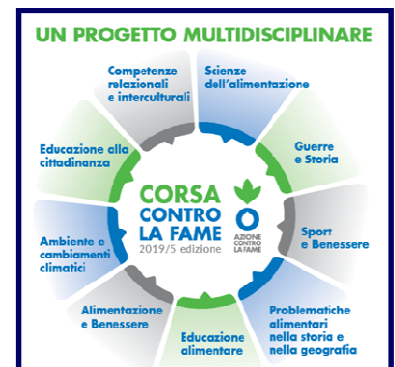 UN PROGETTO MULTIDISCIPLINARE
Competenze
relazionali
e interculturali
Scienze
dell'alimentazione
Educazione alla
cittadinanza
Guerre
e Storia
CORSA
CONTRO
LA FAME
2019/5 edizione
AZIONE
CONTRO
LA FAME
Sport
e Benessere
Ambiente e
cambiamenti
climatici
Alimentazione
e Benessere
Educazione
alimentare
Problematiche
alimentari
nella storia e
nella geografia